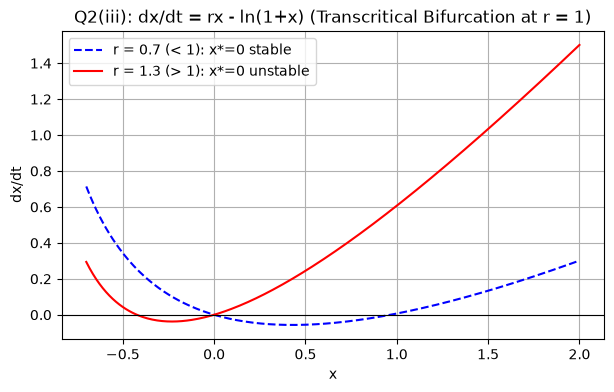 Q2(iii): dx/dt = rx - ln(1+x) (Transcritical Bifurcation at r = 1)
r = 0.7 (< 1): x*=0 stable
r = 1.3 (> 1): x*=0 unstable
dx/dt
1.4
1.2
1.0
0.8
0.6
0.4
0.2
0.0
−0.5 0.0 0.5 1.0 1.5 2.0
x